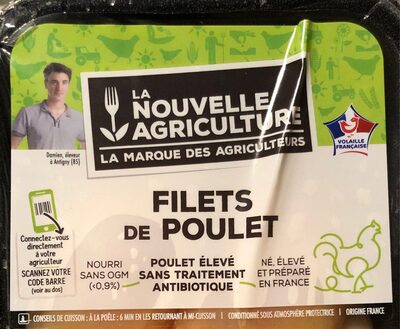 LA
NOUVELLE
AGRICULTURE
LA MARQUE DES AGRICULTEURS
Damien, éleveur
à Antigny (85)
VOLAILLE
FRANÇAISE
FILETS
DE POULET
Connectez-vous
directement
à votre
agriculteur
SCANNEZ VOTRE
CODE BARRE
(voir au dos)
NOURRI
SANS OGM
(<0,9%)
POULET ÉLEVÉ
SANS TRAITEMENT
ANTIBIOTIQUE
NÉ, ÉLEVÉ
ET PRÉPARÉ
EN FRANCE
CONSEILS DE CUISSON : À LA POÊLE : 6 MIN EN LES RETOURNANT À MI-CUISSON | CONDITIONNÉ SOUS ATMOSPHÈRE PROTECTRICE | ORIGINE FRANCE